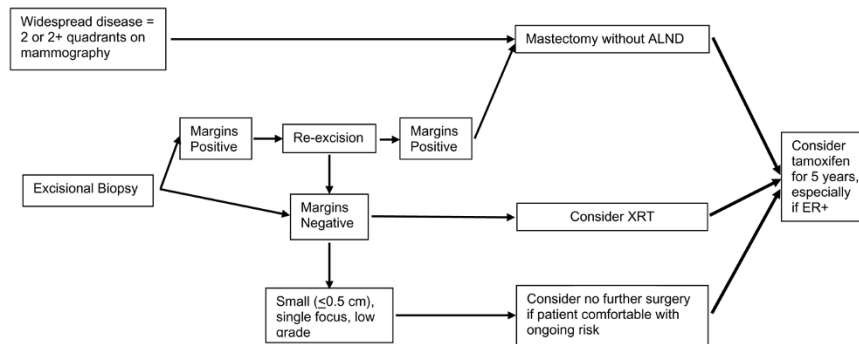 Widespread disease =
2 or 2+ quadrants on
mammography
Mastectomy without ALND
Margins
Positive
Re-excision
Margins
Positive
Consider
tamoxifen
for 5 years,
especially
if ER+
Excisional Biopsy
Margins
Negative
Consider XRT
Small (≤0.5 cm),
single focus, low
grade
Consider no further surgery
if patient comfortable with
ongoing risk